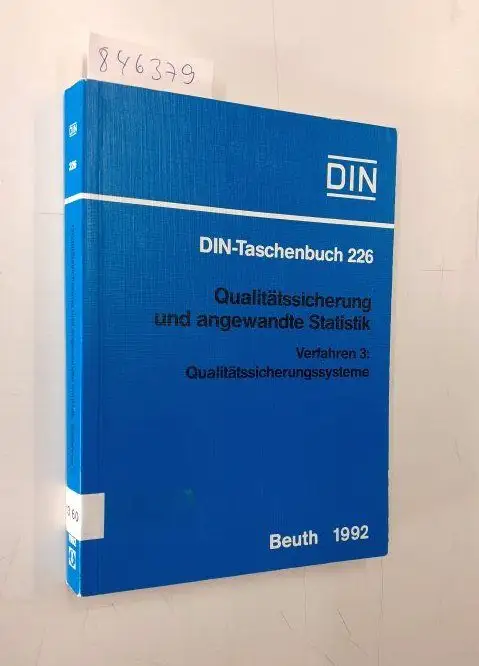 846379
DIN
DIN-Taschenbuch 226
Qualitätssicherung
und angewandte Statistik
Verfahren 3:
Qualitätssicherungssysteme
Beuth 1992
DIN
226